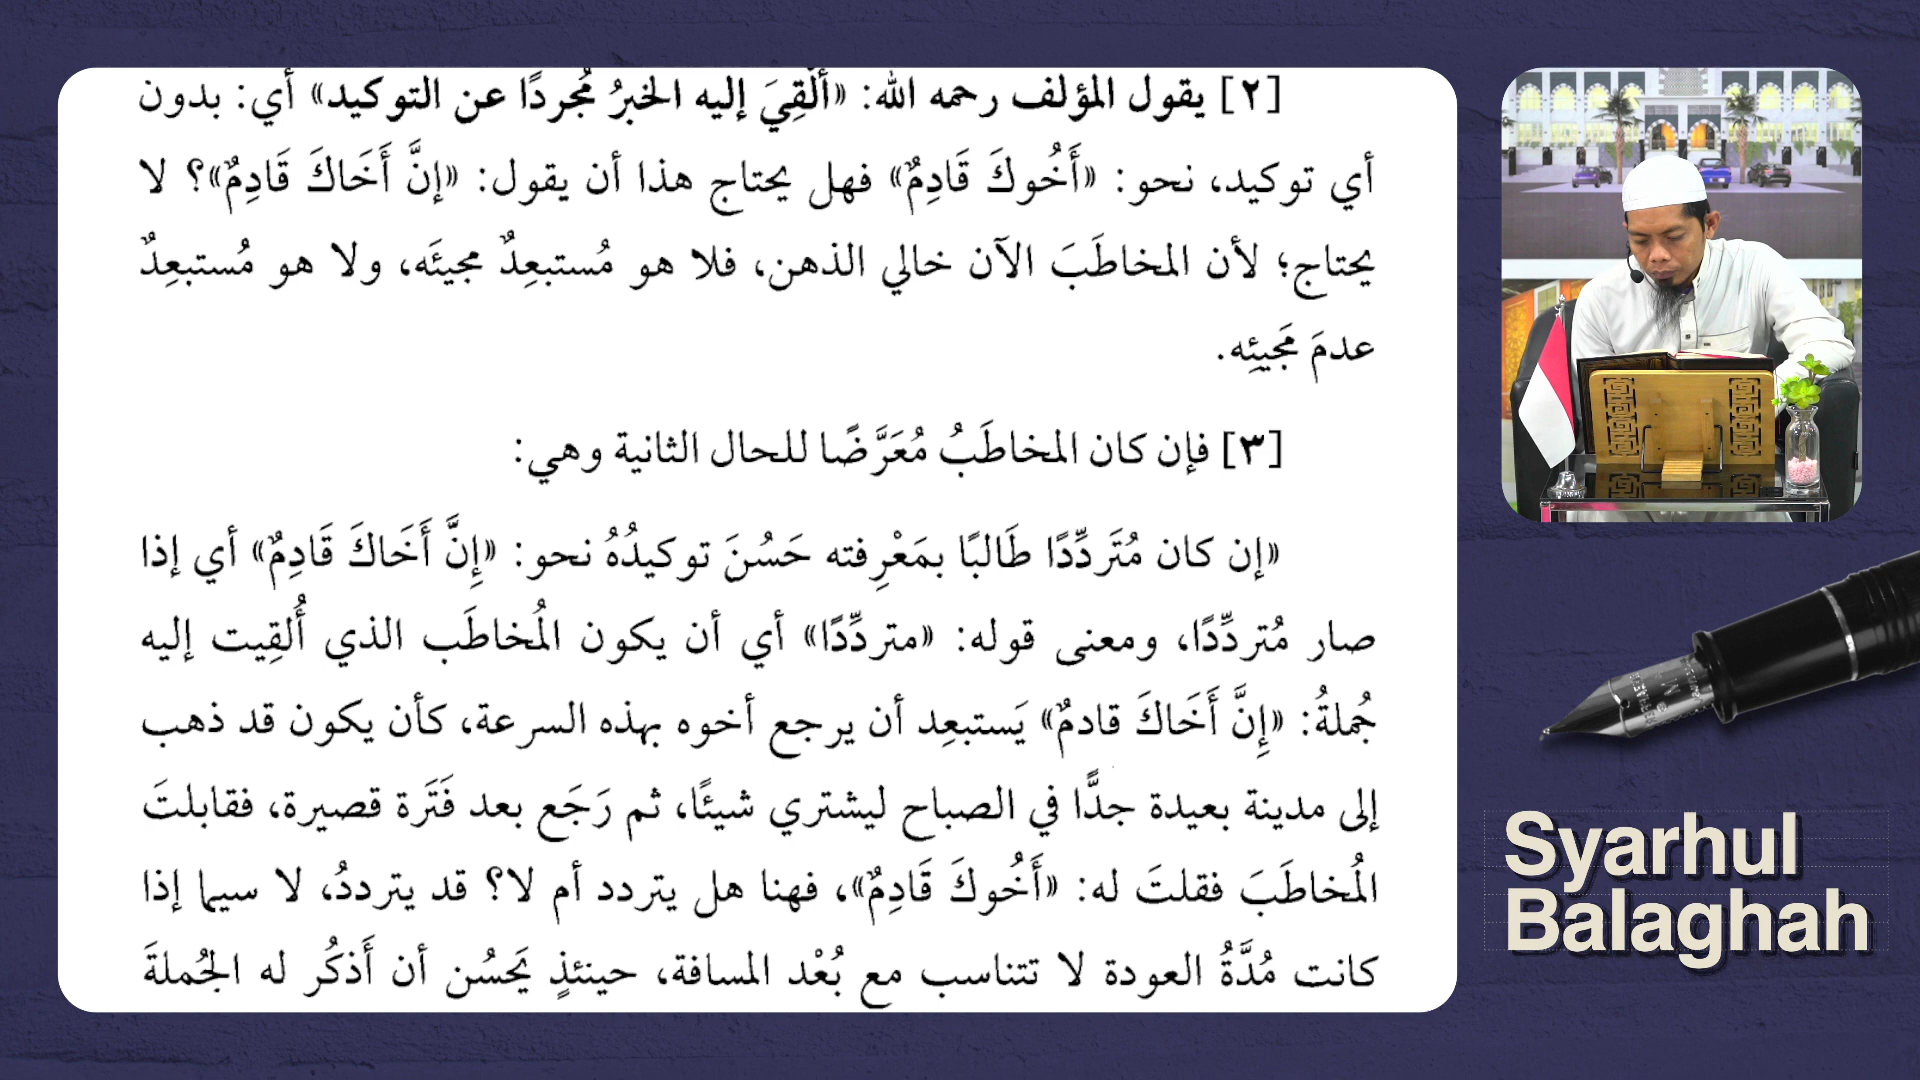 [٢] يقول المؤلف رحمه الله: «أُلْقِيَ إليه الخبرُ مُجردًا عن التوكيد» أي: بدون
أي توكيد، نحو: «أَخُوكَ قَادِمٌ» فهل يحتاج هذا أن يقول: «إنَّ أَخَاكَ قَادِمٌ»؟ لا
يحتاج؛ لأن المخاطَبَ الآن خالي الذهن، فلا هو مُستبعِدٌ مجيئَه، ولا هو مُستبعِدٌ
عدمَ مَجيئِه.
[٣] فإن كان المخاطَبُ مُعَرَّضًا للحال الثانية وهي:
«إن كان مُتَردِّدًا طَالبًا بمَعْرِفته حَسُنَ توكيدُهُ نحو: «إِنَّ أَخَاكَ قَادِمٌ» أي إذا
صار مُتردِّدًا، ومعنى قوله: «متردِّدًا» أي أن يكون المُخاطَب الذي أُلقِيت إليه
جُملةُ: «إِنَّ أَخَاكَ قادمٌ» يَستبعِد أن يرجع أخوه بهذه السرعة، كأن يكون قد ذهب
إلى مدينة بعيدة جدًّا في الصباح ليشتري شيئًا، ثم رَجَع بعد فَتَرة قصيرة، فقابلتَ
المُخاطَبَ فقلتَ له: «أَخُوكَ قَادِمٌ»، فهنا هل يتردد أم لا؟ قد يترددُ، لا سيما إذا
كانت مُدَّةُ العودة لا تتناسب مع بُعْد المسافة، حينئذٍ يَحسُن أن أَذكُر له الجُملةَ
Syarhul
Balaghah